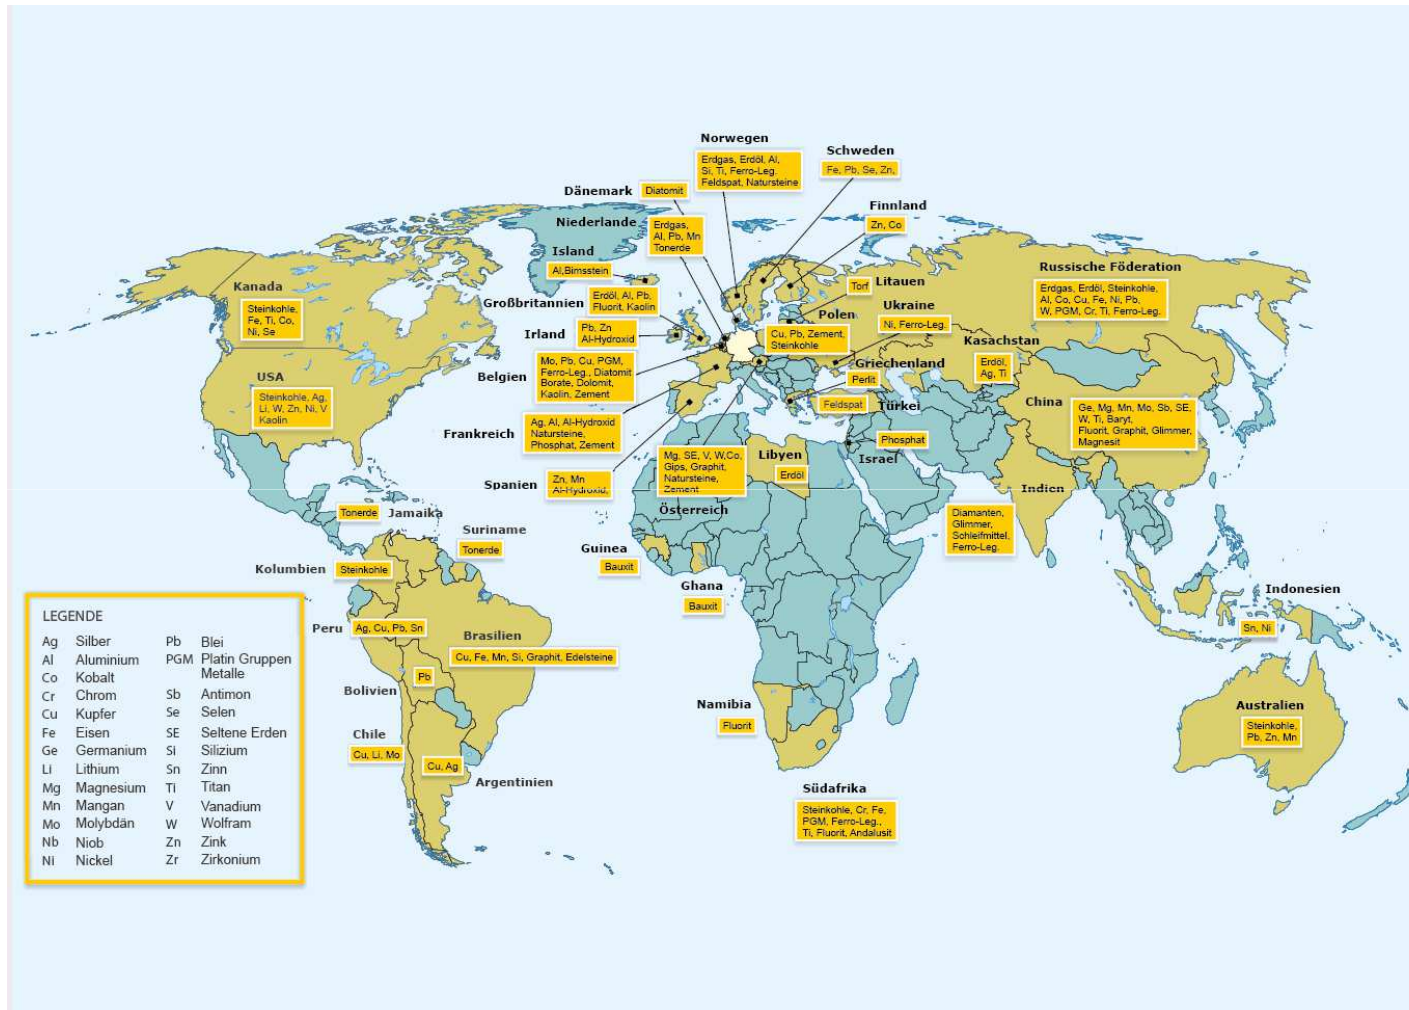 Norwegen
Erdgas, Erdöl, Al,
Si, Ti, Ferro-Leg.
Feldspat, Natursteine
Schweden
Fe, Pb, Se, Zn,
Dänemark
Diatomit
Finnland
Zn, Co
Niederlande
Erdgas,
Al, Pb, Mn
Tonerde
Island
Al,Bimsstein
Russische Föderation
Erdgas, Erdöl, Steinkohle,
Al, Co, Cu, Fe, Ni, Pb,
W, PGM, Cr, Ti, Ferro-Leg.
Litauen
Torf
Kanada
Steinkohle,
Fe, Ti, Co,
Ni, Se
Großbritannien
Erdöl, Al, Pb,
Fluorit, Kaolin
Ukraine
Ni, Ferro-Leg.
Polen
Cu, Pb, Zement,
Steinkohle
Irland
Pb, Zn
Al-Hydroxid
Kasachstan
Erdöl,
Ag, Ti
Belgien
Mo, Pb, Cu, PGM,
Ferro-Leg., Diatomit
Borate, Dolomit,
Kaolin, Zement
Griechenland
Perlit
USA
Steinkohle, Ag,
Li, W, Zn, Ni, V
Kaolin
Feldspat
Türkei
China
Ge, Mg, Mn, Mo, Sb, SE,
W, Ti, Baryt,
Fluorit, Graphit, Glimmer,
Magnesit
Frankreich
Ag, Al, Al-Hydroxid
Natursteine,
Phosphat, Zement
Phosphat
Israel
Libyen
Erdöl
Mg, SE, V, W,Co,
Gips, Graphit,
Natursteine,
Zement
Österreich
Spanien
Zn, Mn
Al-Hydroxid,
Indien
Diamanten,
Glimmer,
Schleifmittel,
Ferro-Leg.
Tonerde
Jamaika
Suriname
Tonerde
Guinea
Bauxit
Kolumbien
Steinkohle
Ghana
Bauxit
Indonesien
Sn, Ni
Peru
Ag, Cu, Pb, Sn
Brasilien
Cu, Fe, Mn, Si, Graphit, Edelsteine
Pb
Bolivien
Namibia
Fluorit
Australien
Steinkohle,
Pb, Zn, Mn
Chile
Cu, Li, Mo
Cu, Ag
Argentinien
Südafrika
Steinkohle, Cr, Fe,
PGM, Ferro-Leg.,
Ti, Fluorit, Andalusit
LEGENDE
Ag Silber
Al Aluminium
Co Kobalt
Cr Chrom
Cu Kupfer
Fe Eisen
Ge Germanium
Li Lithium
Mg Magnesium
Mn Mangan
Mo Molybdän
Nb Niob
Ni Nickel
Pb Blei
PGM Platin Gruppen
Metalle
Sb Antimon
Se Selen
SE Seltene Erden
Si Silizium
Sn Zinn
Ti Titan
V Vanadium
W Wolfram
Zn Zink
Zr Zirkonium